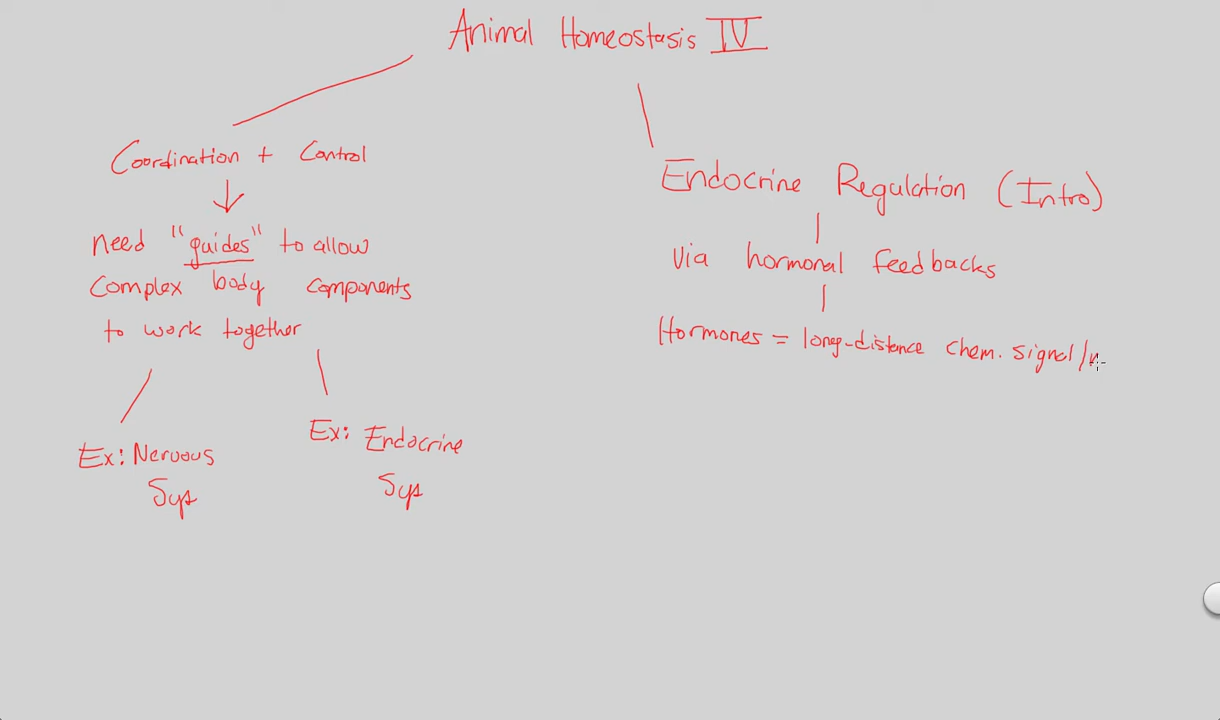 Animal Homeostasis IV
Coordination + Control
need "guides" to allow
complex body components
to work together
Ex: Nervous
Sys
Ex: Endocrine
Sys
Endocrine Regulation (Intro)
via hormonal feedbacks
Hormones = long-distance chem. signal/